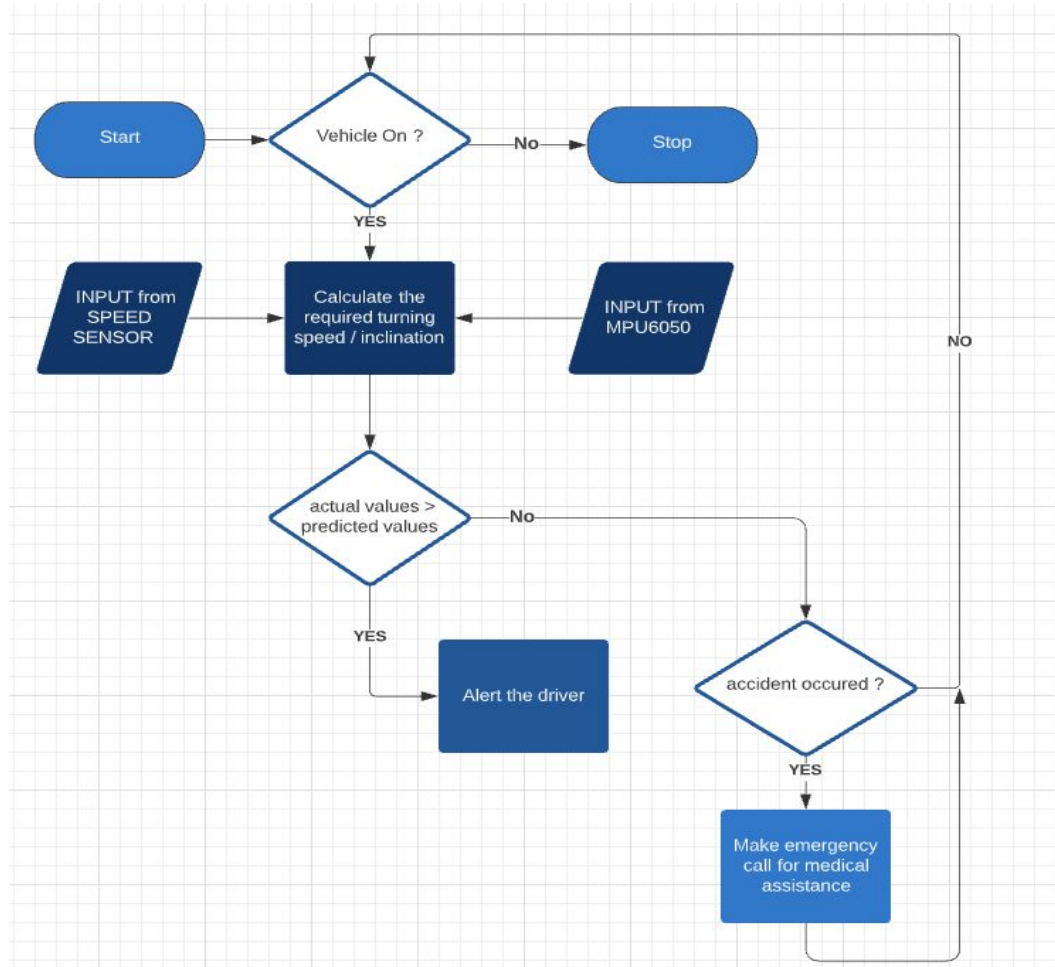 Start
Vehicle On ?
No
Stop
YES
INPUT from
SPEED
SENSOR
Calculate the
required turning
speed / inclination
INPUT from
MPU6050
NO
actual values >
predicted values
No
YES
Alert the driver
accident occured ?
YES
Make emergency
call for medical
assistance